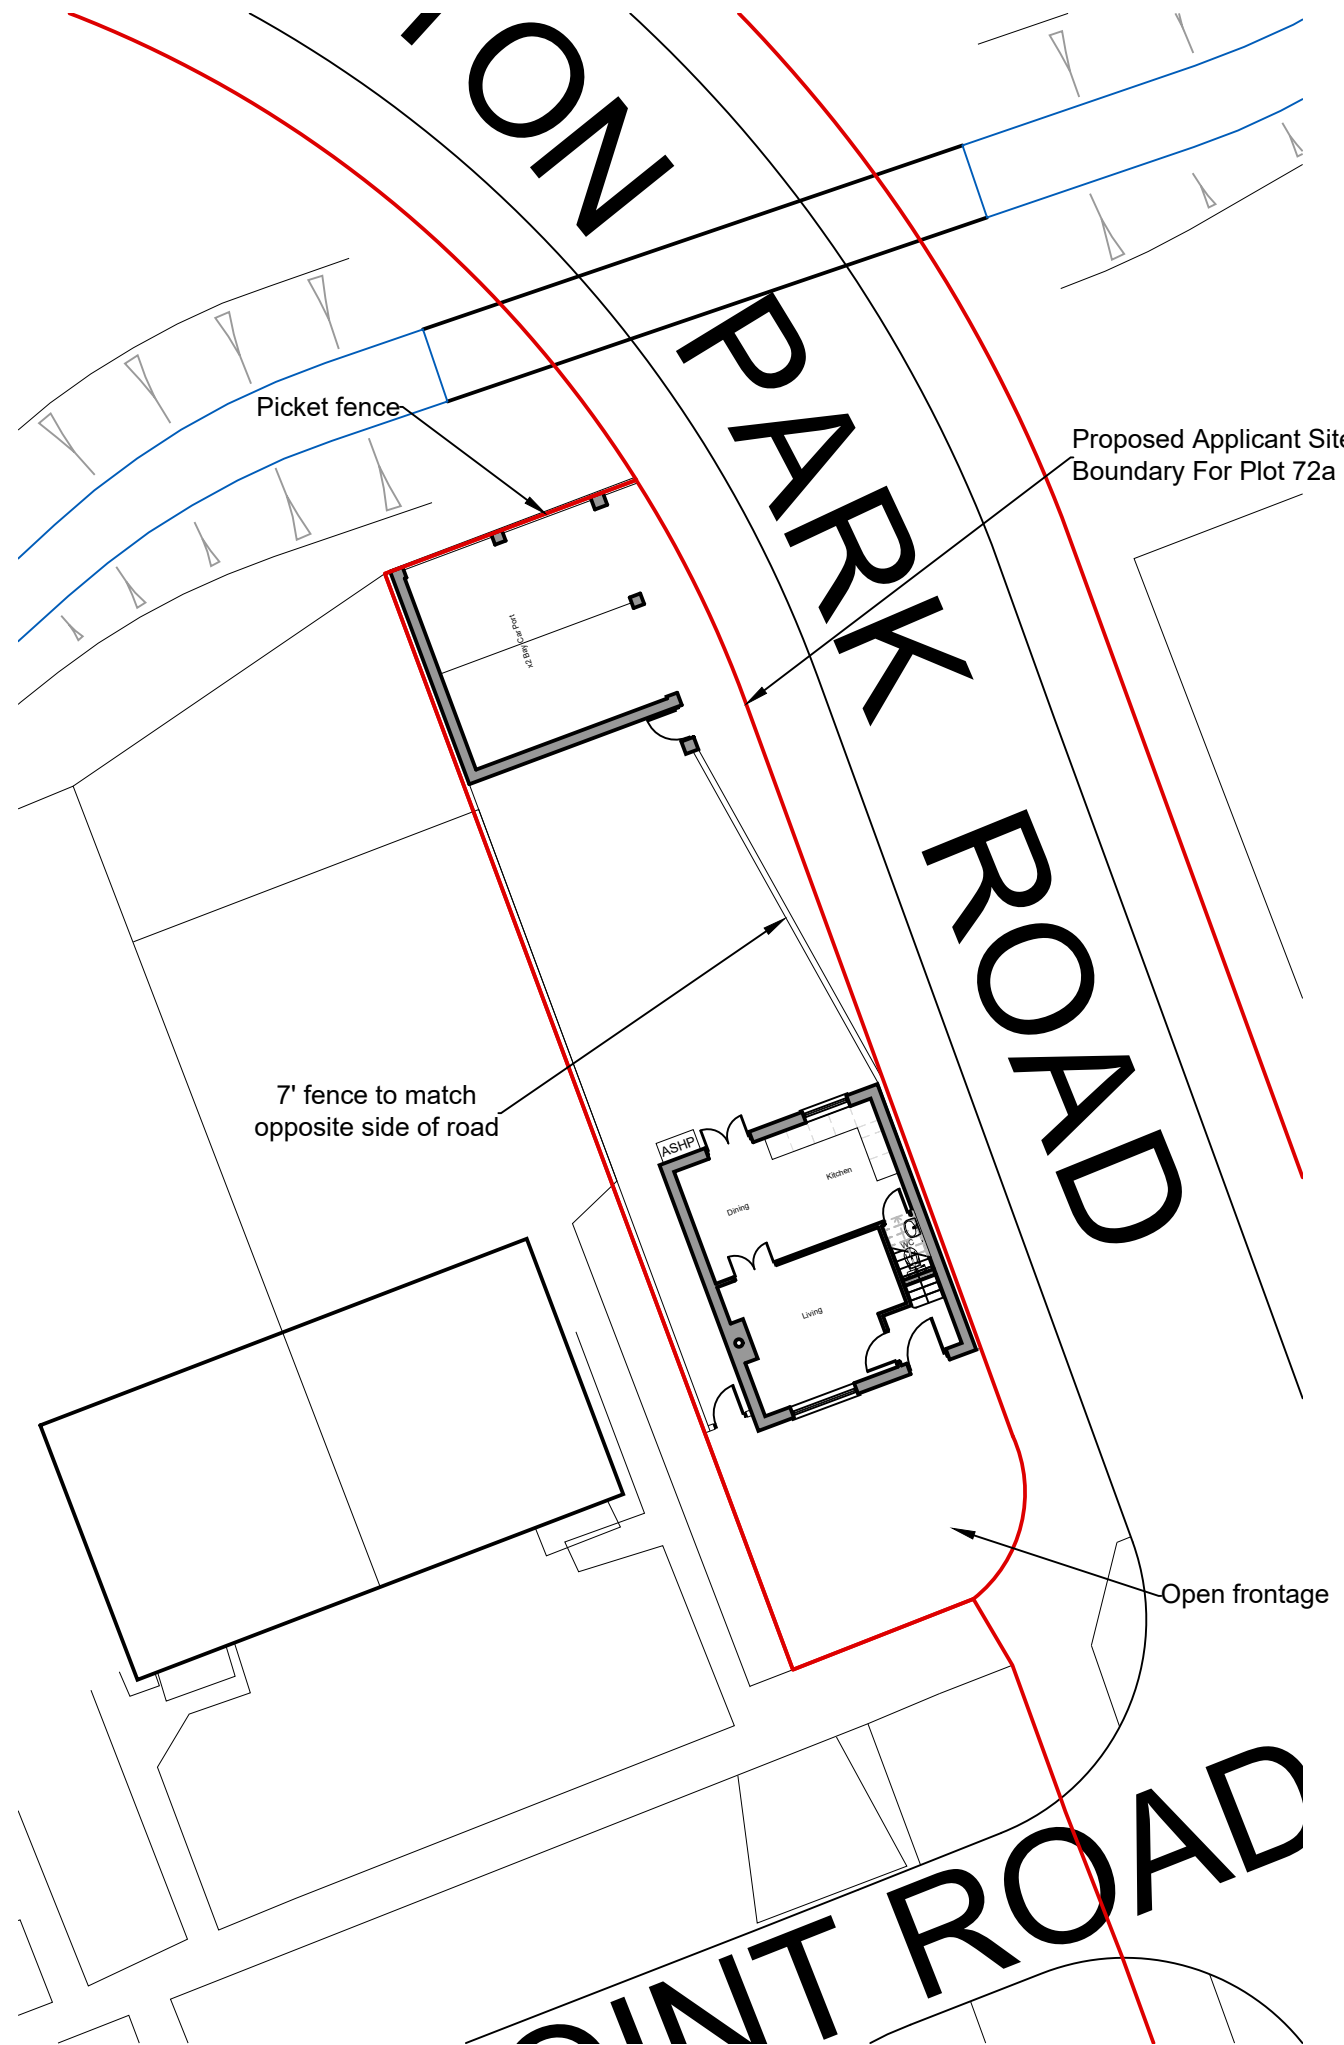 ON
PARK ROAD
Picket fence
Proposed Applicant Site
Boundary For Plot 72a
x2 Bay Car Port
7' fence to match
opposite side of road
ASHP
Kitchen
Dining
WC
Living
Open frontage
OINT ROAD